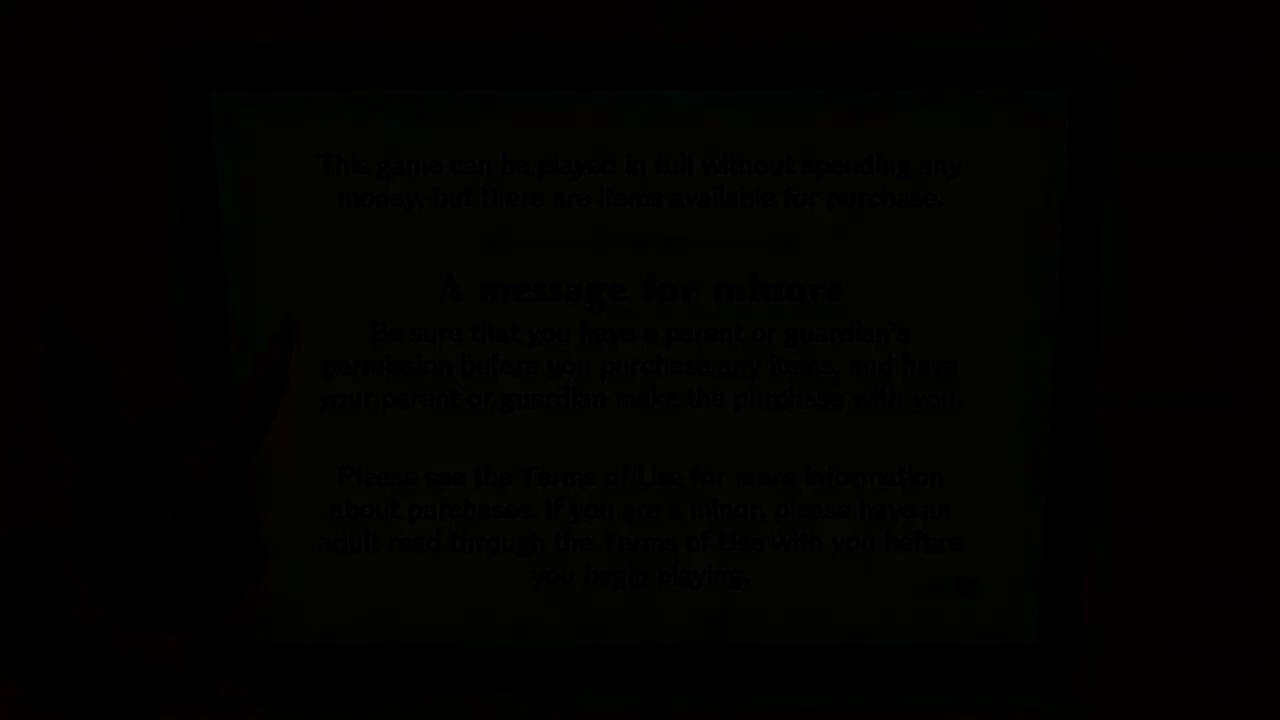 This game can be played in full without spending any
money, but there are items available for purchase.
A message for minors
Be sure that you have a parent or guardian's
permission before you purchase any items, and have
your parent or guardian make the purchase with you.
Please see the Terms of Use for more information
about purchases. If you are a minor, please have an
adult read through the Terms of Use with you before
you begin playing.